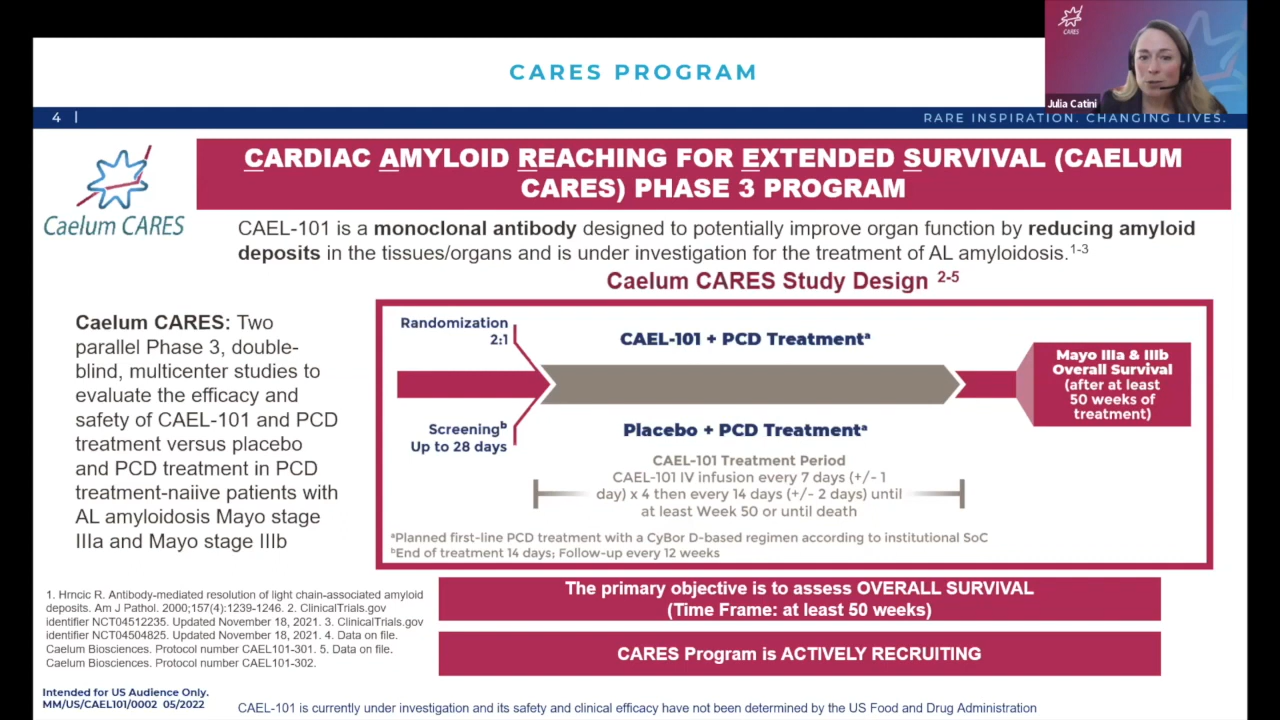 CARES PROGRAM
CARES
Julia Catini
4 |
RARE INSPIRATION. CHANGING LIVES.
Caelum CARES
CARDIAC AMYLOID REACHING FOR EXTENDED SURVIVAL (CAELUM
CARES) PHASE 3 PROGRAM
CAEL-101 is a monoclonal antibody designed to potentially improve organ function by reducing amyloid
deposits in the tissues/organs and is under investigation for the treatment of AL amyloidosis.1-3
Caelum CARES Study Design 2-5
Caelum CARES: Two
parallel Phase 3, double-
blind, multicenter studies to
evaluate the efficacy and
safety of CAEL-101 and PCD
treatment versus placebo
and PCD treatment in PCD
treatment-naiive patients with
AL amyloidosis Mayo stage
IIIa and Mayo stage IIIb
Randomization
2:1
CAEL-101 + PCD Treatmentᵃ
Mayo IIIa & IIIb
Overall Survival
(after at least
50 weeks of
treatment)
Screeningᵇ
Up to 28 days
Placebo + PCD Treatmentᵃ
CAEL-101 Treatment Period
CAEL-101 IV infusion every 7 days (+/- 1
day) x 4 then every 14 days (+/- 2 days) until
at least Week 50 or until death
ᵃPlanned first-line PCD treatment with a CyBor D-based regimen according to institutional SoC
ᵇEnd of treatment 14 days; Follow-up every 12 weeks
The primary objective is to assess OVERALL SURVIVAL
(Time Frame: at least 50 weeks)
CARES Program is ACTIVELY RECRUITING
1. Hrncic R. Antibody-mediated resolution of light chain-associated amyloid
deposits. Am J Pathol. 2000;157(4):1239-1246. 2. ClinicalTrials.gov
identifier NCT04512235. Updated November 18, 2021. 3. ClinicalTrials.gov
identifier NCT04504825. Updated November 18, 2021. 4. Data on file.
Caelum Biosciences. Protocol number CAEL101-301. 5. Data on file.
Caelum Biosciences. Protocol number CAEL101-302.
Intended for US Audience Only.
MM/US/CAEL101/0002 05/2022
CAEL-101 is currently under investigation and its safety and clinical efficacy have not been determined by the US Food and Drug Administration